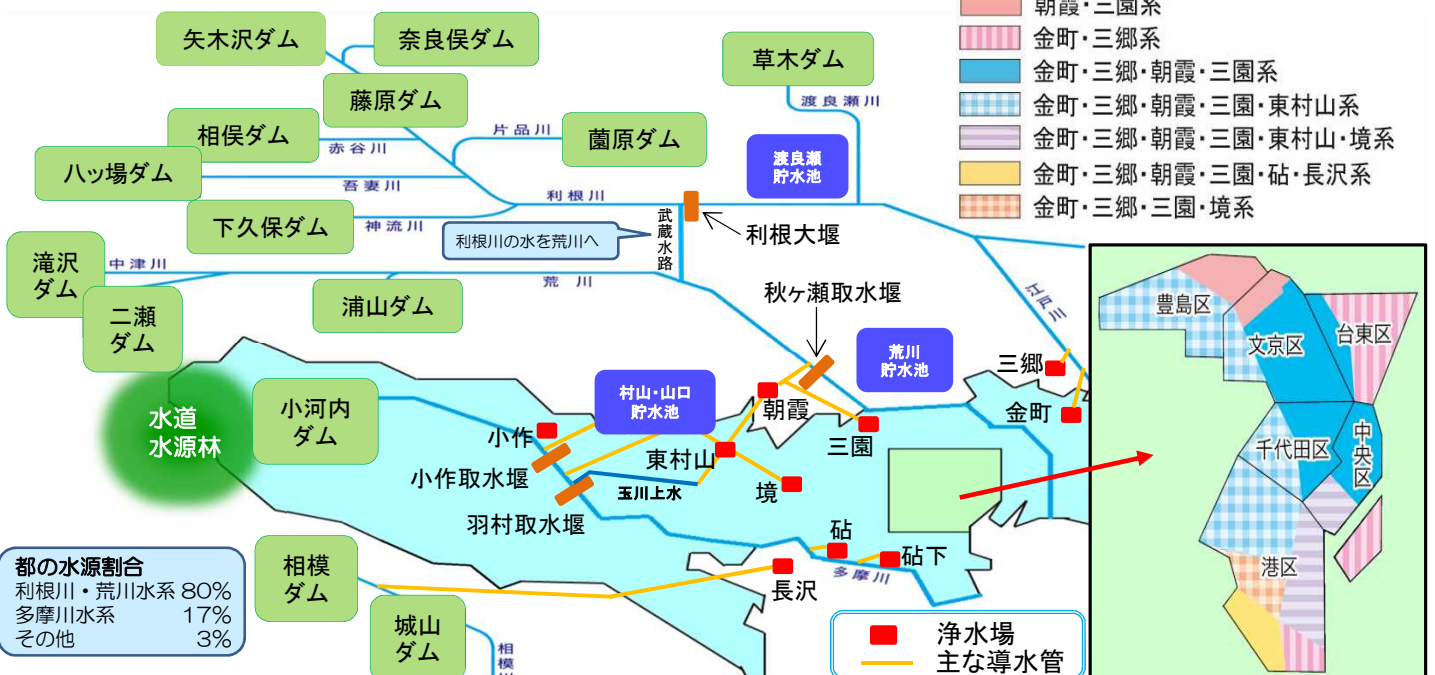 朝霞・三園系
矢木沢ダム
奈良俣ダム
金町・三郷系
草木ダム
金町・三郷・朝霞・三園系
藤原ダム
渡良瀬川
金町・三郷・朝霞・三園・東村山系
相俣ダム
片品川
薗原ダム
赤谷川
金町・三郷・朝霞・三園・東村山・境系
渡良瀬
貯水池
八ッ場ダム
吾妻川
金町・三郷・朝霞・三園・砧・長沢系
利根川
下久保ダム
神流川
金町・三郷・三園・境系
武蔵水路
利根川の水を荒川へ
利根大堰
滝沢
ダム
中津川
荒川
江戸川
秋ヶ瀬取水堰
二瀬
ダム
浦山ダム
豊島区
文京区
台東区
荒川
貯水池
三郷
村山・山口
貯水池
水道
水源林
小河内
ダム
小作
朝霞
三園
金町
小作取水堰
東村山
千代田区
中央区
玉川上水
境
羽村取水堰
砧
砧下
多摩川
港区
都の水源割合
利根川・荒川水系 80%
多摩川水系 17%
その他 3%
相模
ダム
長沢
城山
ダム
相模
浄水場
主な導水管